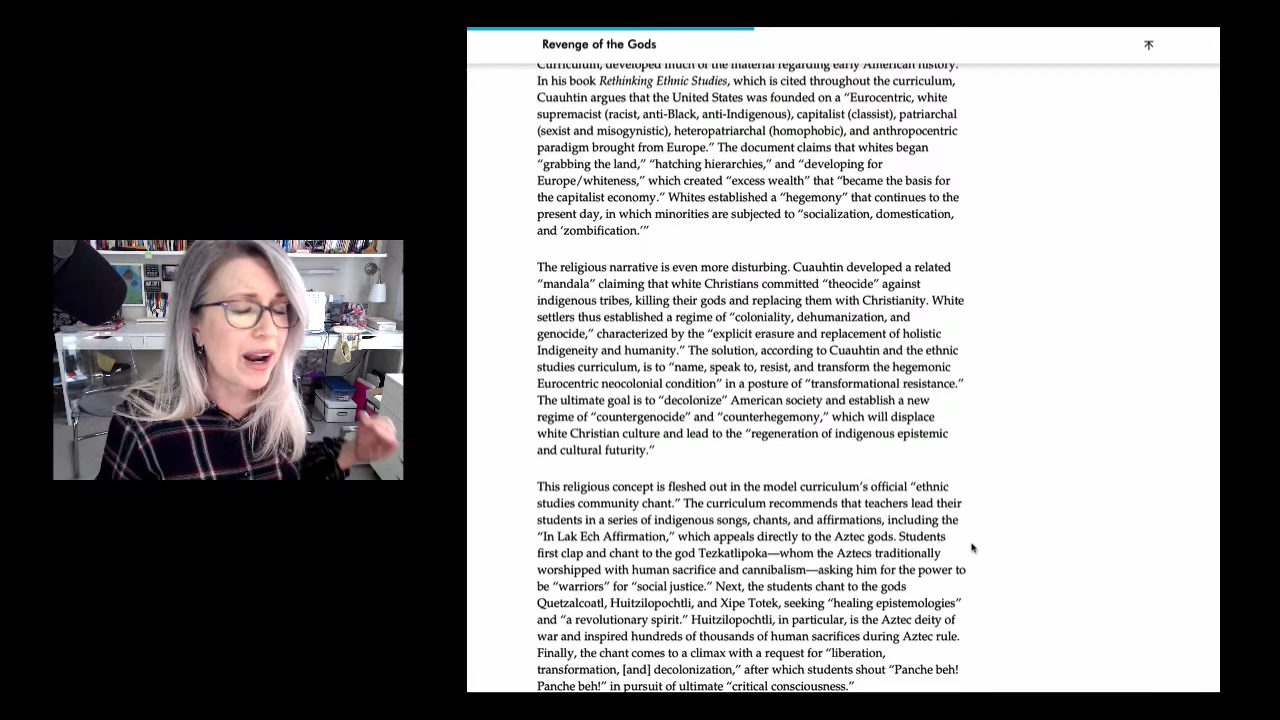 Revenge of the Gods
Curriculum, developed much of the material regarding early American history.
In his book Rethinking Ethnic Studies, which is cited throughout the curriculum,
Cuauhtin argues that the United States was founded on a “Eurocentric, white
supremacist (racist, anti-Black, anti-Indigenous), capitalist (classist), patriarchal
(sexist and misogynistic), heteropatriarchal (homophobic), and anthropocentric
paradigm brought from Europe.” The document claims that whites began
“grabbing the land,” “hatching hierarchies,” and “developing for
Europe/whiteness,” which created “excess wealth” that “became the basis for
the capitalist economy.” Whites established a “hegemony” that continues to the
present day, in which minorities are subjected to “socialization, domestication,
and ‘zombification.’”
The religious narrative is even more disturbing. Cuauhtin developed a related
“mandala” claiming that white Christians committed “theocide” against
indigenous tribes, killing their gods and replacing them with Christianity. White
settlers thus established a regime of “coloniality, dehumanization, and
genocide,” characterized by the “explicit erasure and replacement of holistic
Indigeneity and humanity.” The solution, according to Cuauhtin and the ethnic
studies curriculum, is to “name, speak to, resist, and transform the hegemonic
Eurocentric neocolonial condition” in a posture of “transformational resistance.”
The ultimate goal is to “decolonize” American society and establish a new
regime of “countergenocide” and “counterhegemony,” which will displace
white Christian culture and lead to the “regeneration of indigenous epistemic
and cultural futurity.”
This religious concept is fleshed out in the model curriculum’s official “ethnic
studies community chant.” The curriculum recommends that teachers lead their
students in a series of indigenous songs, chants, and affirmations, including the
“In Lak Ech Affirmation,” which appeals directly to the Aztec gods. Students
first clap and chant to the god Tezkatlipoka—whom the Aztecs traditionally
worshipped with human sacrifice and cannibalism—asking him for the power to
be “warriors” for “social justice.” Next, the students chant to the gods
Quetzalcoatl, Huitzilopochtli, and Xipe Totek, seeking “healing epistemologies”
and “a revolutionary spirit.” Huitzilopochtli, in particular, is the Aztec deity of
war and inspired hundreds of thousands of human sacrifices during Aztec rule.
Finally, the chant comes to a climax with a request for “liberation,
transformation, [and] decolonization,” after which students shout “Panche beh!
Panche beh!” in pursuit of ultimate “critical consciousness.”